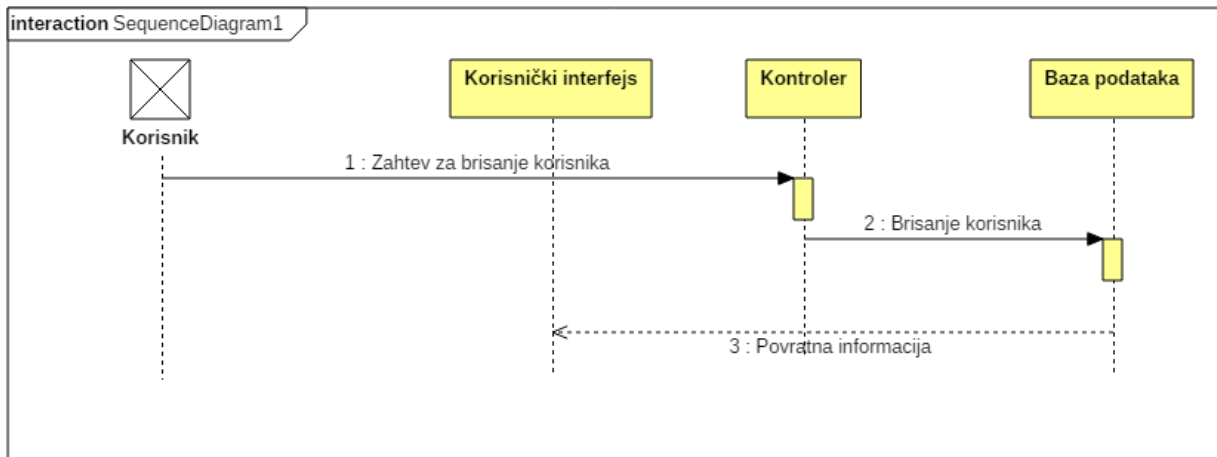 interaction SequenceDiagram1
Korisnik
Korisnički interfejs
Kontroler
Baza podataka
1 : Zahtev za brisanje korisnika
2 : Brisanje korisnika
3 : Povratna informacija